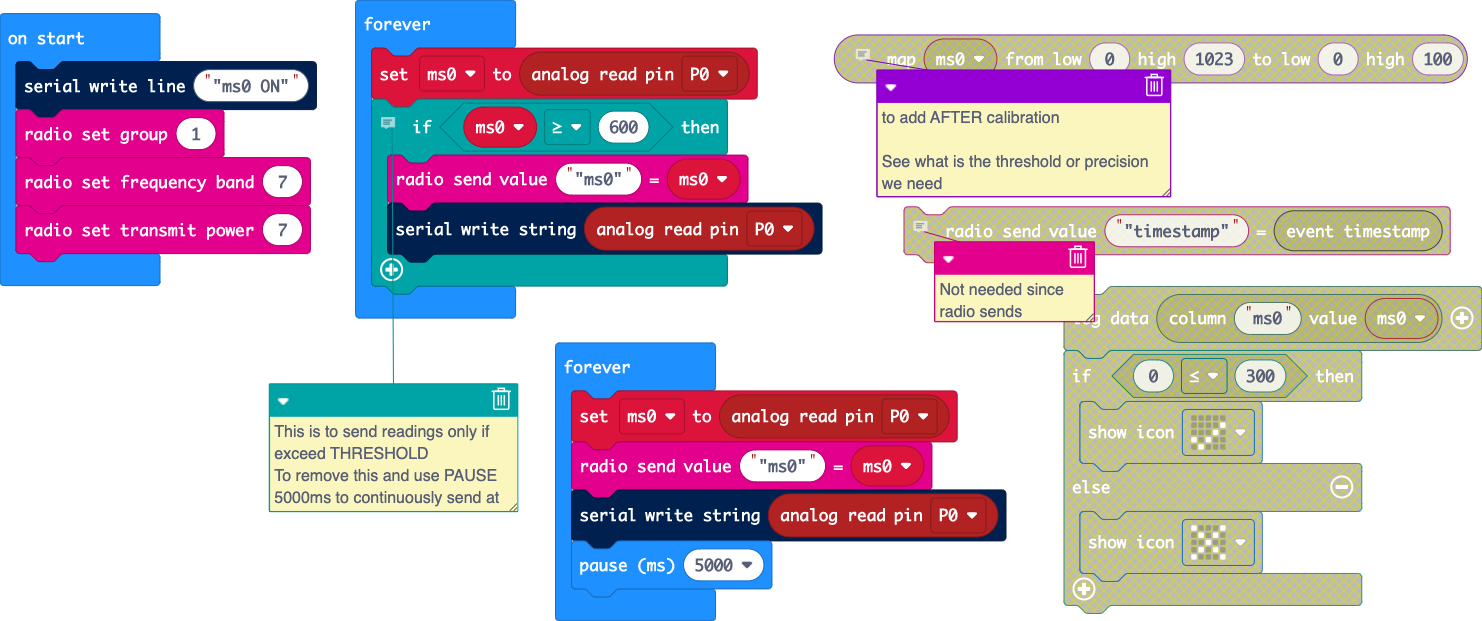 on start
serial write line ""ms0 ON" "
radio set group 1
radio set frequency band 7
radio set transmit power 7
forever
set ms0 to analog read pin P0
if ms0 ≥ 600 then
radio send value ""ms0" " = ms0
serial write string analog read pin P0
This is to send readings only if
exceed THRESHOLD
To remove this and use PAUSE
5000ms to continuously send at
forever
set ms0 to analog read pin P0
radio send value ""ms0" " = ms0
serial write string analog read pin P0
pause (ms) 5000
map ms0 from low 0 high 1023 to low 0 high 100
to add AFTER calibration
See what is the threshold or precision
we need
radio send value ""timestamp" " = event timestamp
Not needed since
radio sends
data column "ms0 " value ms0
if 0 ≤ 300 then
show icon
else
show icon